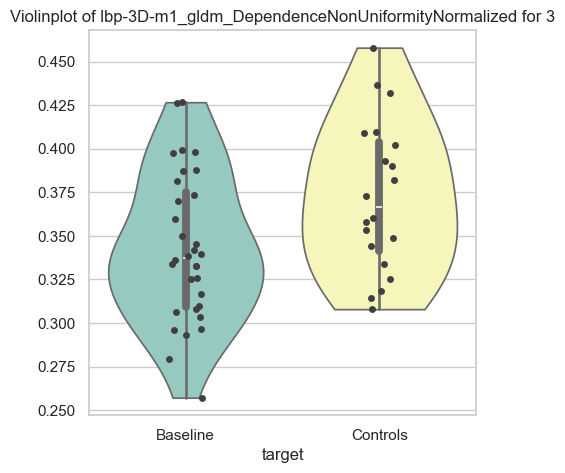 Violinplot of lbp-3D-m1_gldm_DependenceNonUniformityNormalized for 3
0.450
0.425
0.400
0.375
0.350
0.325
0.300
0.275
0.250
Baseline
Controls
target